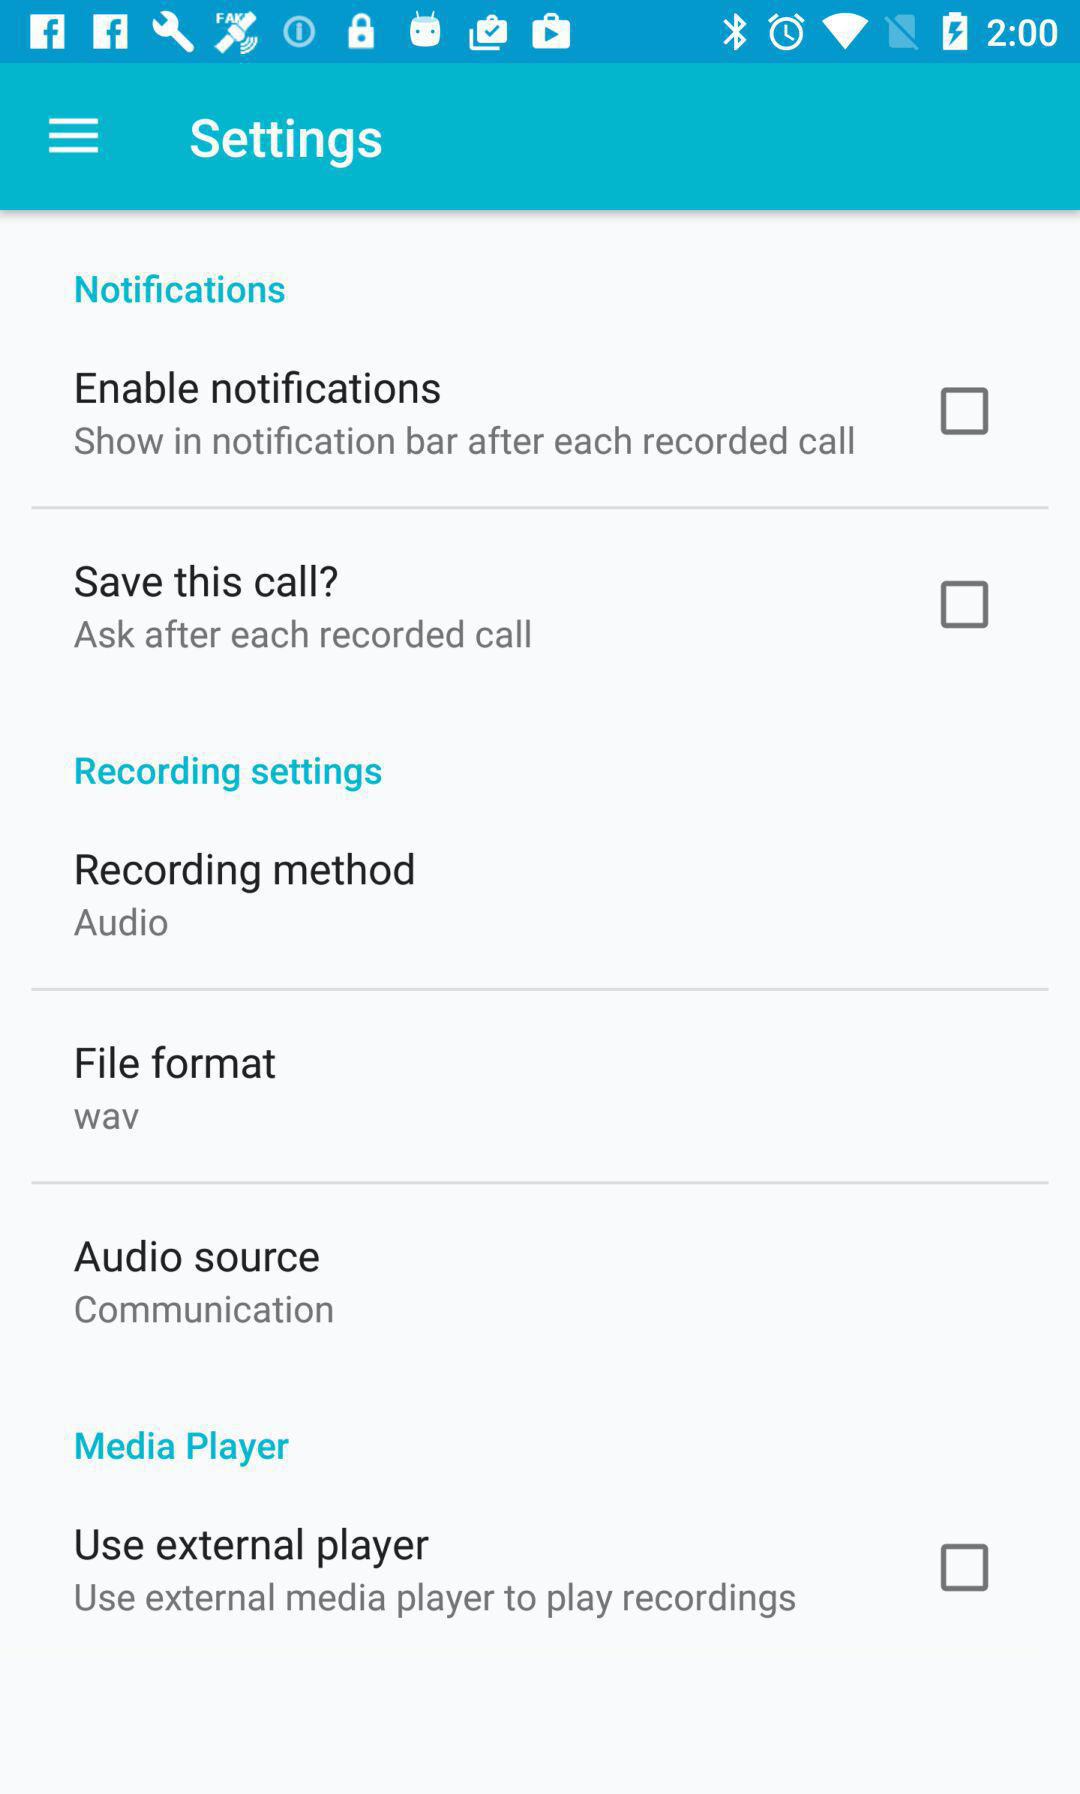 FAKE
2:00
Settings
Notifications
Enable notifications
Show in notification bar after each recorded call
Save this call?
Ask after each recorded call
Recording settings
Recording method
Audio
File format
wav
Audio source
Communication
Media Player
Use external player
Use external media player to play recordings